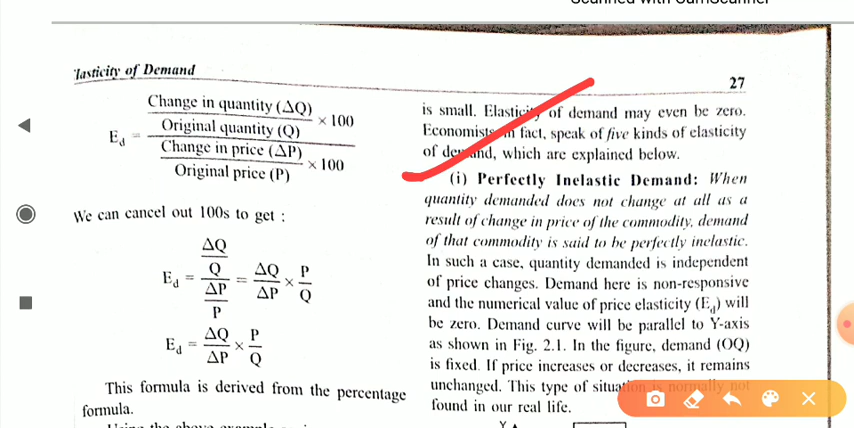 Scanned with CamScanner
lasticity of Demand
27
E_d = (Change in quantity (ΔQ) / Original quantity (Q) × 100) / (Change in price (ΔP) / Original price (P) × 100)
We can cancel out 100s to get :
E_d = (ΔQ / Q) / (ΔP / P) = ΔQ / ΔP × P / Q
E_d = ΔQ / ΔP × P / Q
This formula is derived from the percentage
formula.
is small. Elasticity of demand may even be zero.
Economists, in fact, speak of five kinds of elasticity
of demand, which are explained below.
(i) Perfectly Inelastic Demand: When
quantity demanded does not change at all as a
result of change in price of the commodity, demand
of that commodity is said to be perfectly inelastic.
In such a case, quantity demanded is independent
of price changes. Demand here is non-responsive
and the numerical value of price elasticity (E_d) will
be zero. Demand curve will be parallel to Y-axis
as shown in Fig. 2.1. In the figure, demand (OQ)
is fixed. If price increases or decreases, it remains
unchanged. This type of situation is normally not
found in our real life.
Y